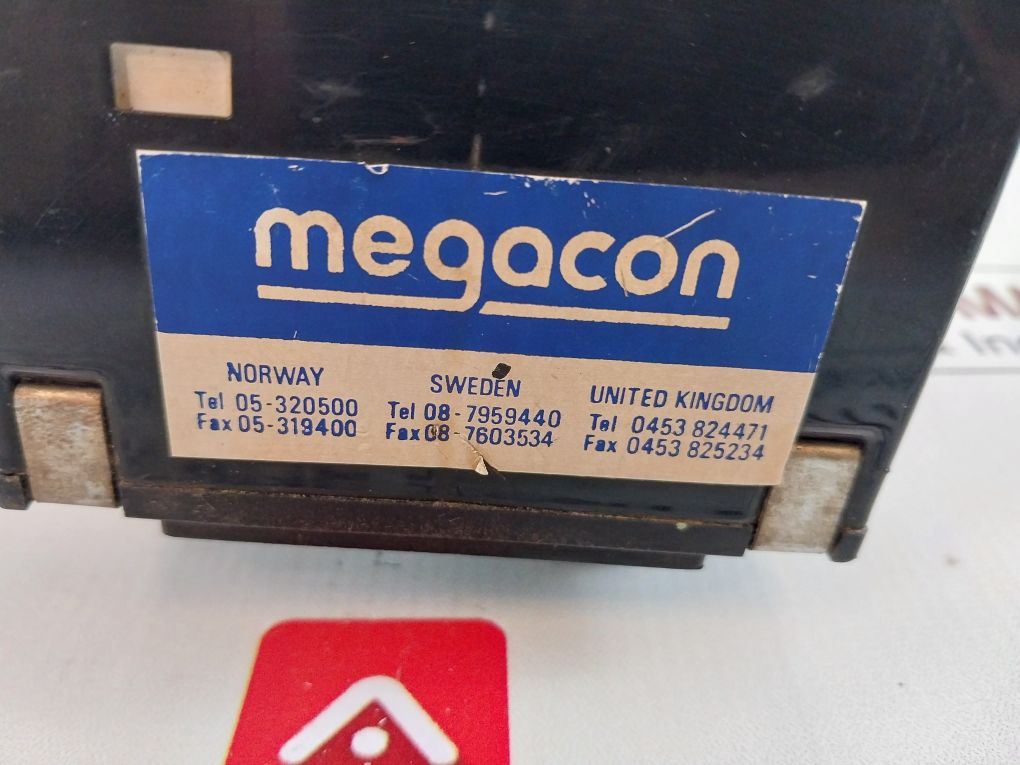 megacon
NORWAY
Tel 05-320500
Fax 05-319400
SWEDEN
Tel 08-7959440
Fax 08-7603534
UNITED KINGDOM
Tel 0453 824471
Fax 0453 825234